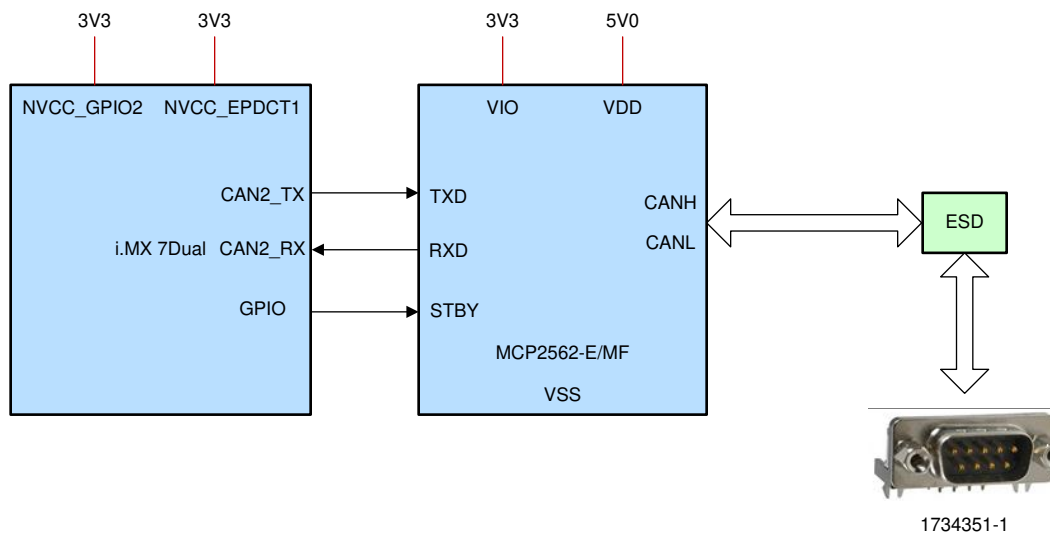 3V3 3V3 3V3 5V0
NVCC_GPIO2 NVCC_EPDCT1 VIO VDD
CAN2_TX TXD CANH
ESD
i.MX 7Dual CAN2_RX RXD CANL
GPIO STBY
MCP2562-E/MF
VSS
1734351-1